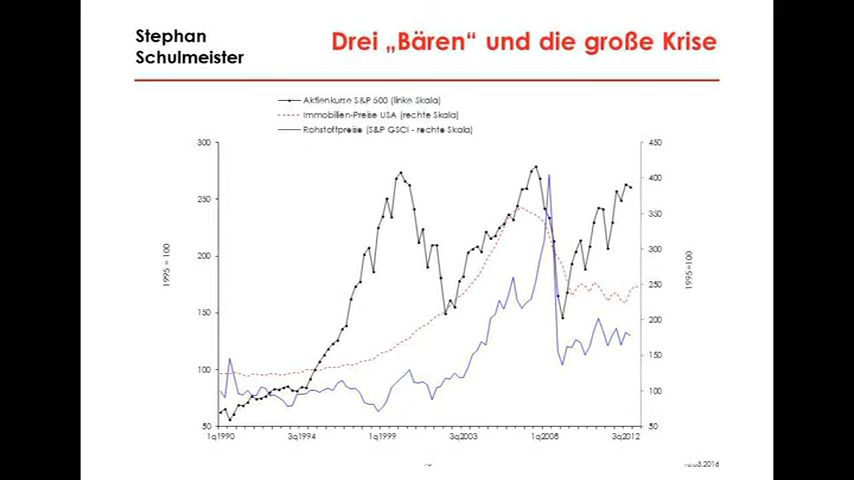 Stephan
Schulmeister
Drei „Bären“ und die große Krise
Aktienkurse S&P 500 (linke Skala)
Immobilien-Preise USA (rechte Skala)
Rohstoffpreise (S&P GSCI - rechte Skala)
300
250
200
150
100
50
1995 = 100
450
400
350
300
250
200
150
100
50
1995=100
1q1990
3q1994
1q1999
3q2003
1q2008
3q2012